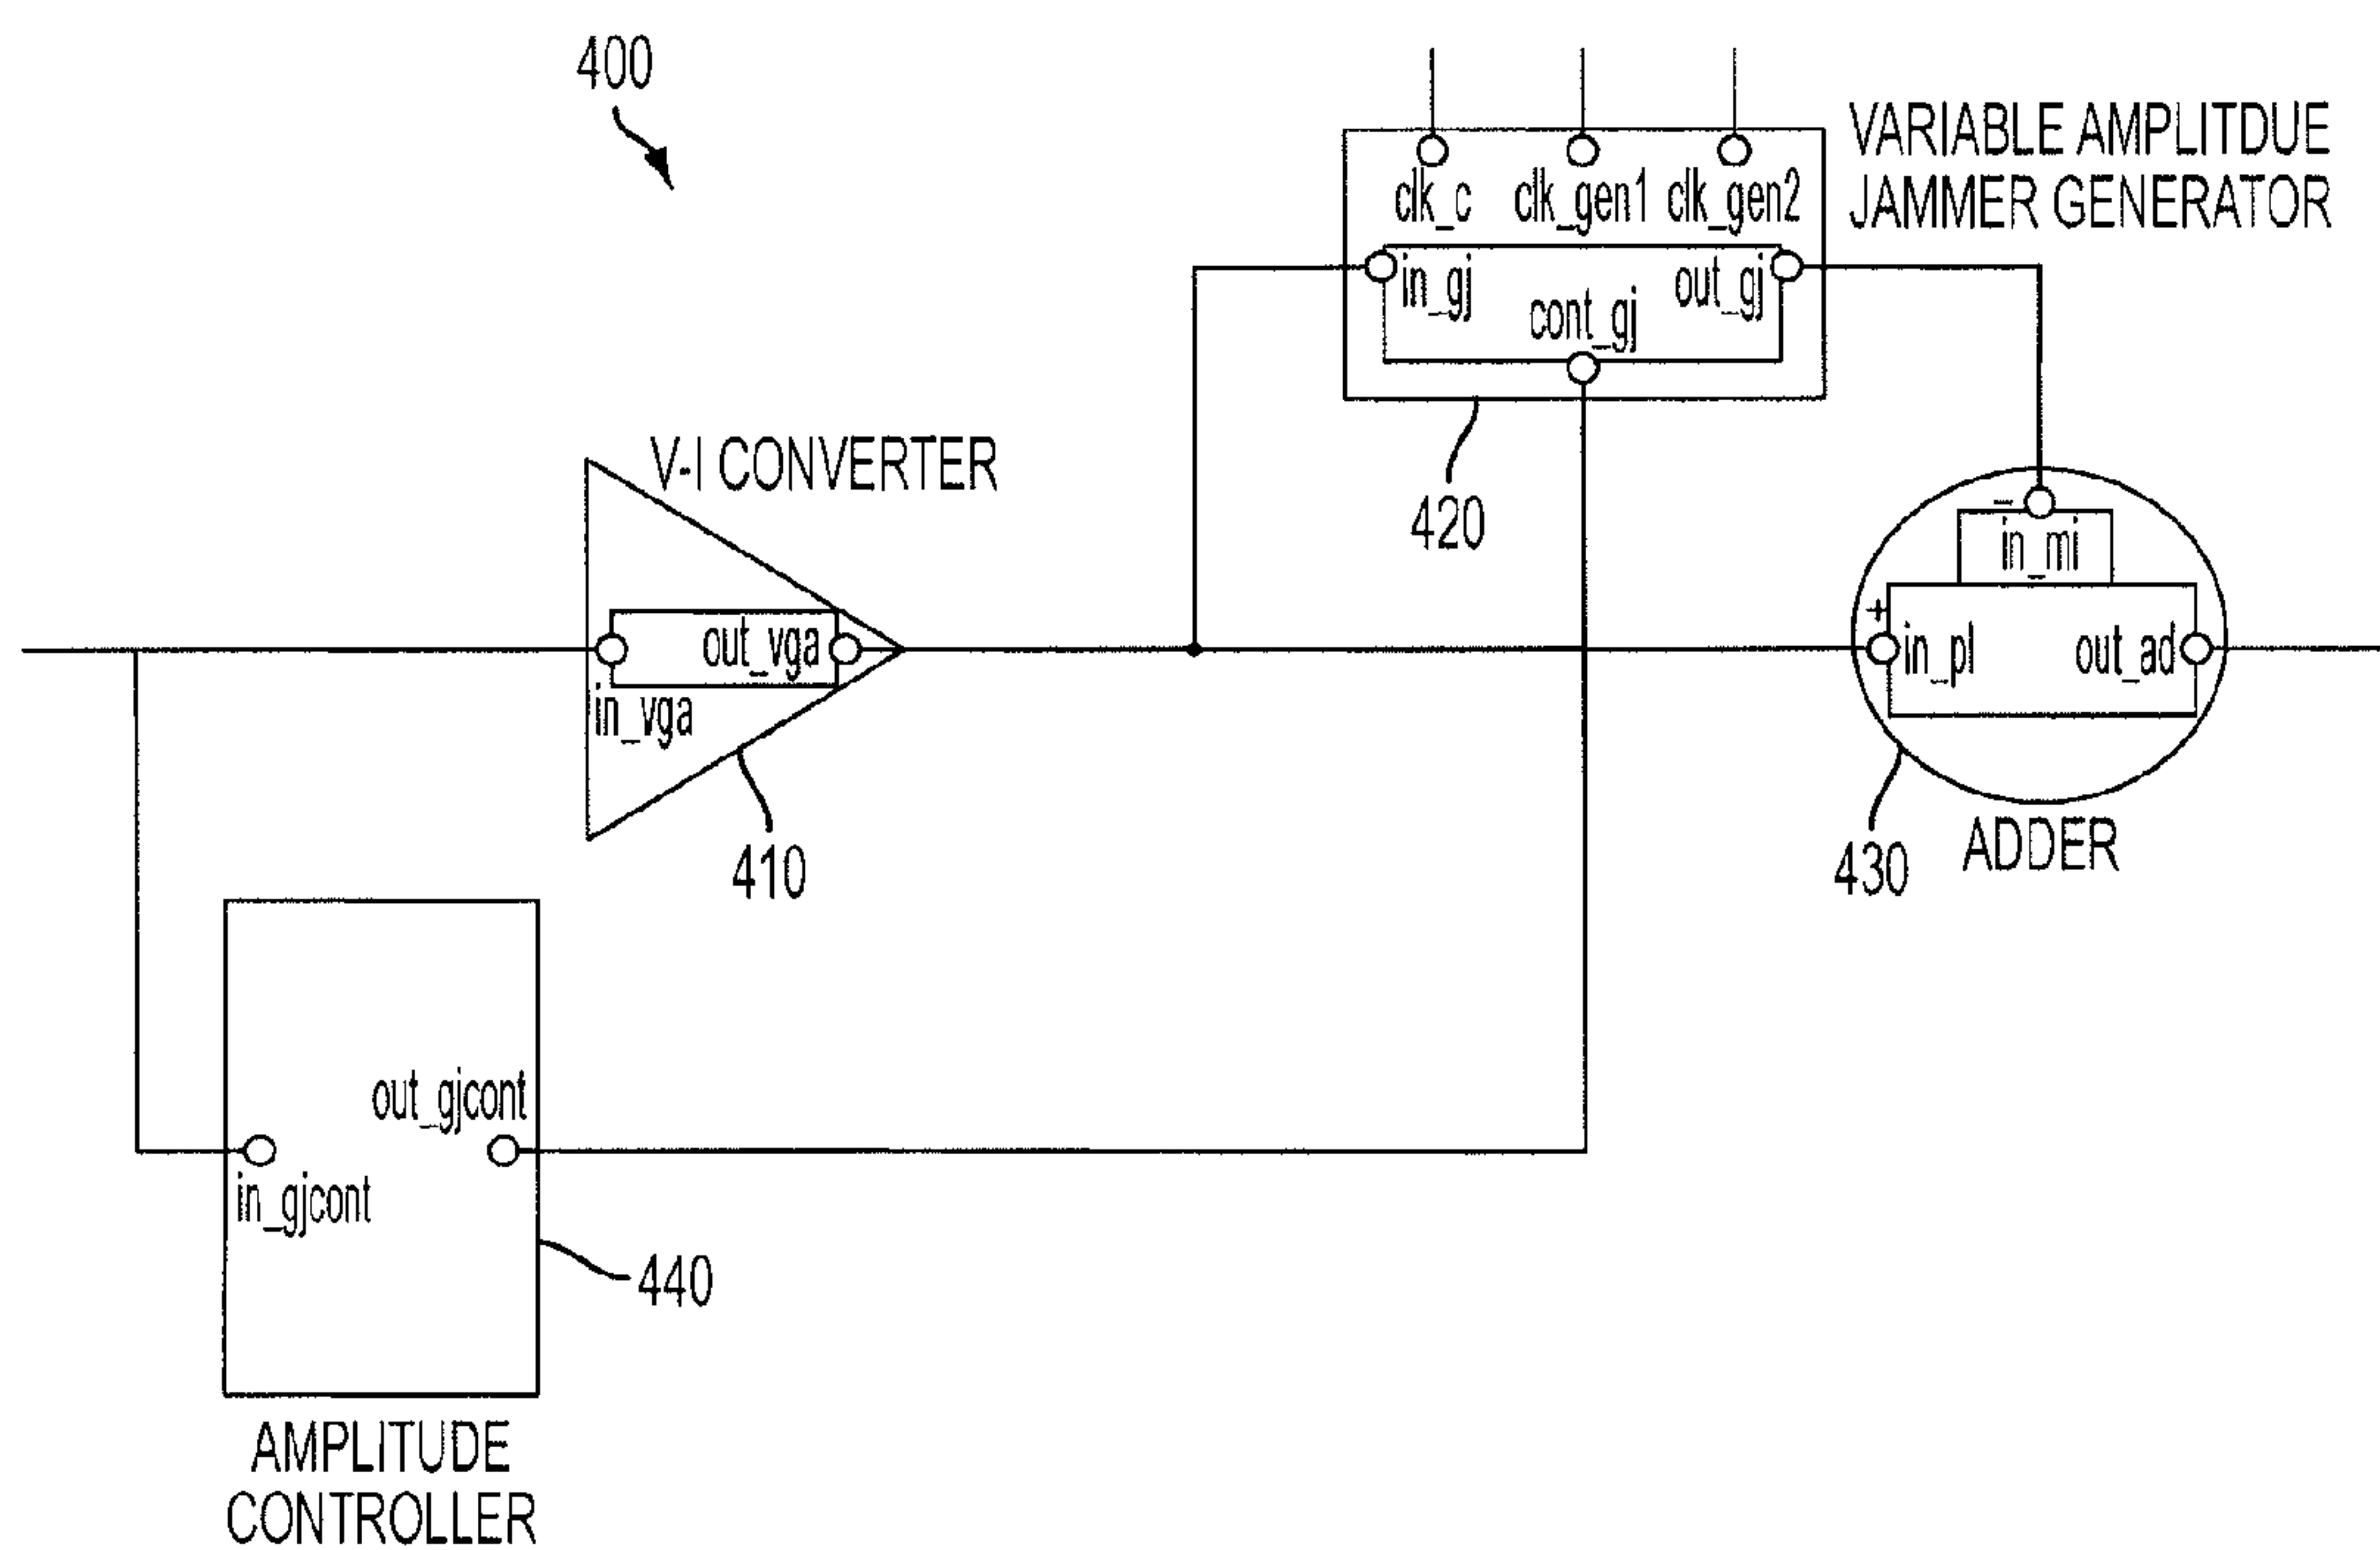 400
VARIABLE AMPLITDUE
JAMMER GENERATOR
clk_c clk_gen1 clk_gen2
in_gj
out_gj
cont_gj
420
V-I CONVERTER
out_vga
in_vga
410
-
in_mi
+
in_pl
out_ad
430
ADDER
out_gjcont
in_gjcont
440
AMPLITUDE
CONTROLLER